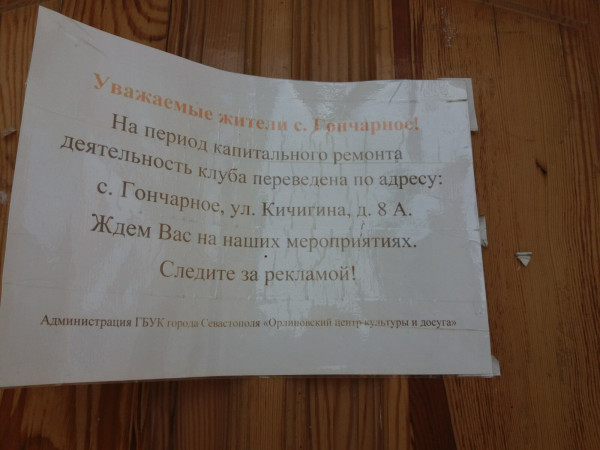 Уважаемые жители с. Гончарное!
На период капитального ремонта
деятельность клуба переведена по адресу:
с. Гончарное, ул. Кичигина, д. 8 А.
Ждем Вас на наших мероприятиях.
Следите за рекламой!
Администрация ГБУК города Севастополя «Орлиновский центр культуры и досуга»